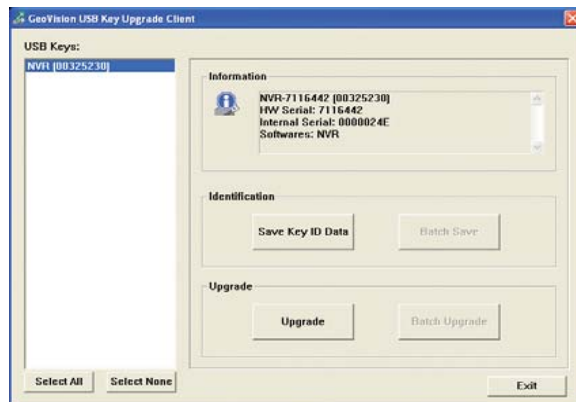 GeoVision USB Key Upgrade Client
USB Keys:
NVR [00325230]
Information
NVR-7116442 [00325230]
HW Serial: 7116442
Internal Serial: 0000024E
Softwares: NVR
Identification
Save Key ID Data
Batch Save
Upgrade
Upgrade
Batch Upgrade
Select All
Select None
Exit